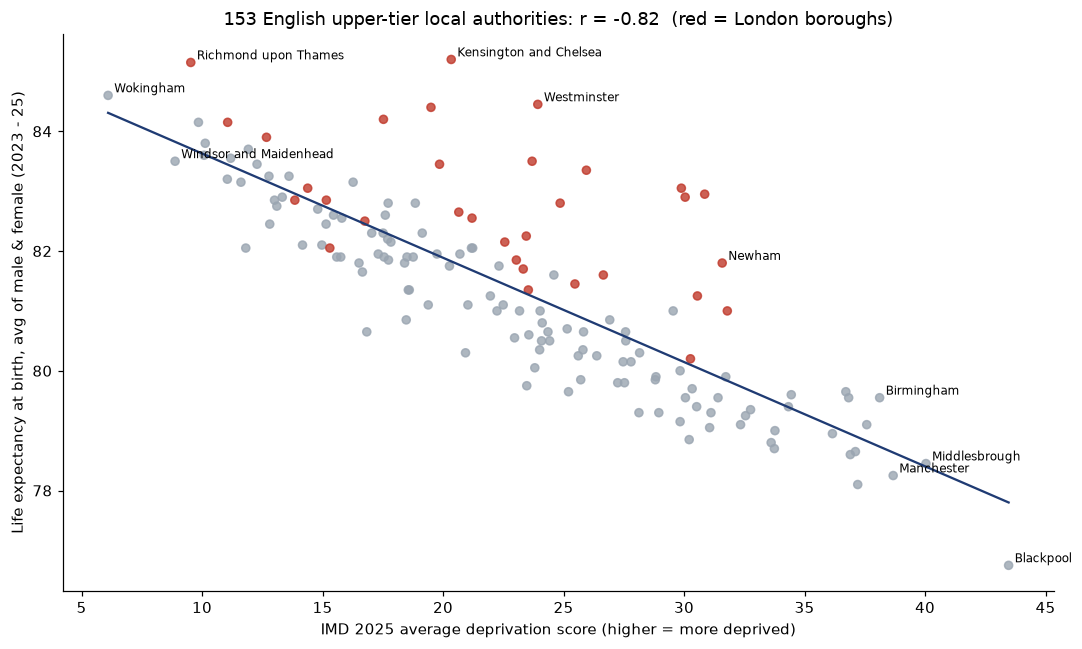 153 English upper-tier local authorities: r = -0.82  (red = London boroughs)
Richmond upon Thames
Kensington and Chelsea
Wokingham
Westminster
Windsor and Maidenhead
Newham
Birmingham
Middlesbrough
Manchester
Blackpool
Life expectancy at birth, avg of male & female (2023 - 25)
84
82
80
78
5 10 15 20 25 30 35 40 45
IMD 2025 average deprivation score (higher = more deprived)